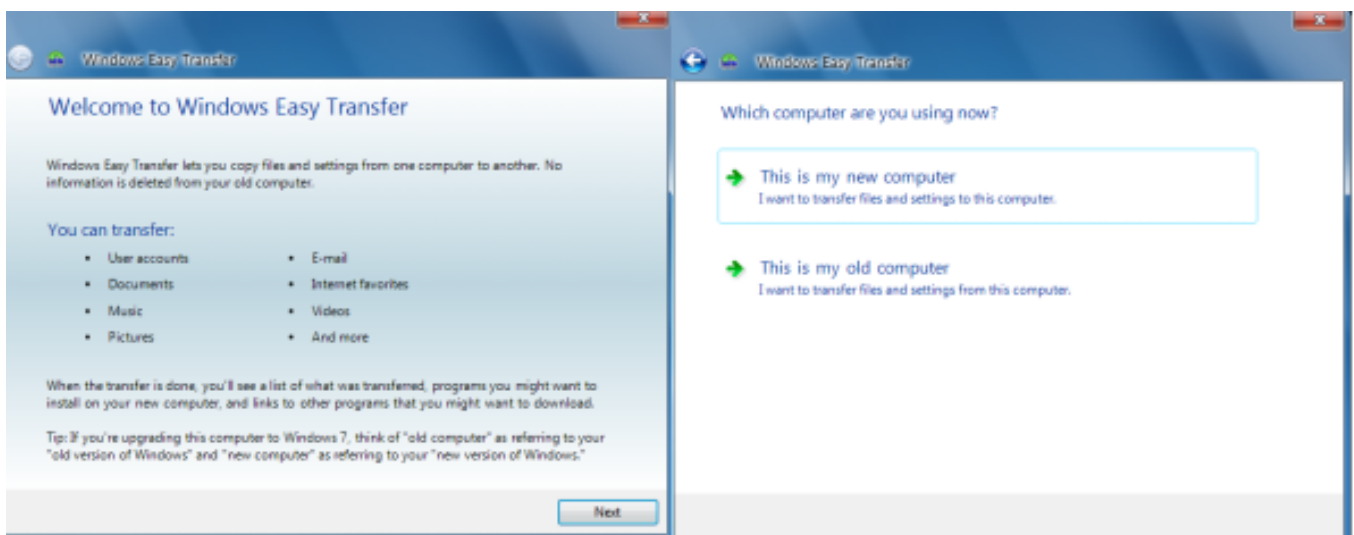 Windows Easy Transfer
Welcome to Windows Easy Transfer
Windows Easy Transfer lets you copy files and settings from one computer to another. No
information is deleted from your old computer.
You can transfer:
• User accounts
• Documents
• Music
• Pictures
• E-mail
• Internet favorites
• Videos
• And more
When the transfer is done, you'll see a list of what was transferred, programs you might want to
install on your new computer, and links to other programs that you might want to download.
Tip: If you're upgrading this computer to Windows 7, think of "old computer" as referring to your
"old version of Windows" and "new computer" as referring to your "new version of Windows."
Next
Windows Easy Transfer
Which computer are you using now?
This is my new computer
I want to transfer files and settings to this computer.
This is my old computer
I want to transfer files and settings from this computer.